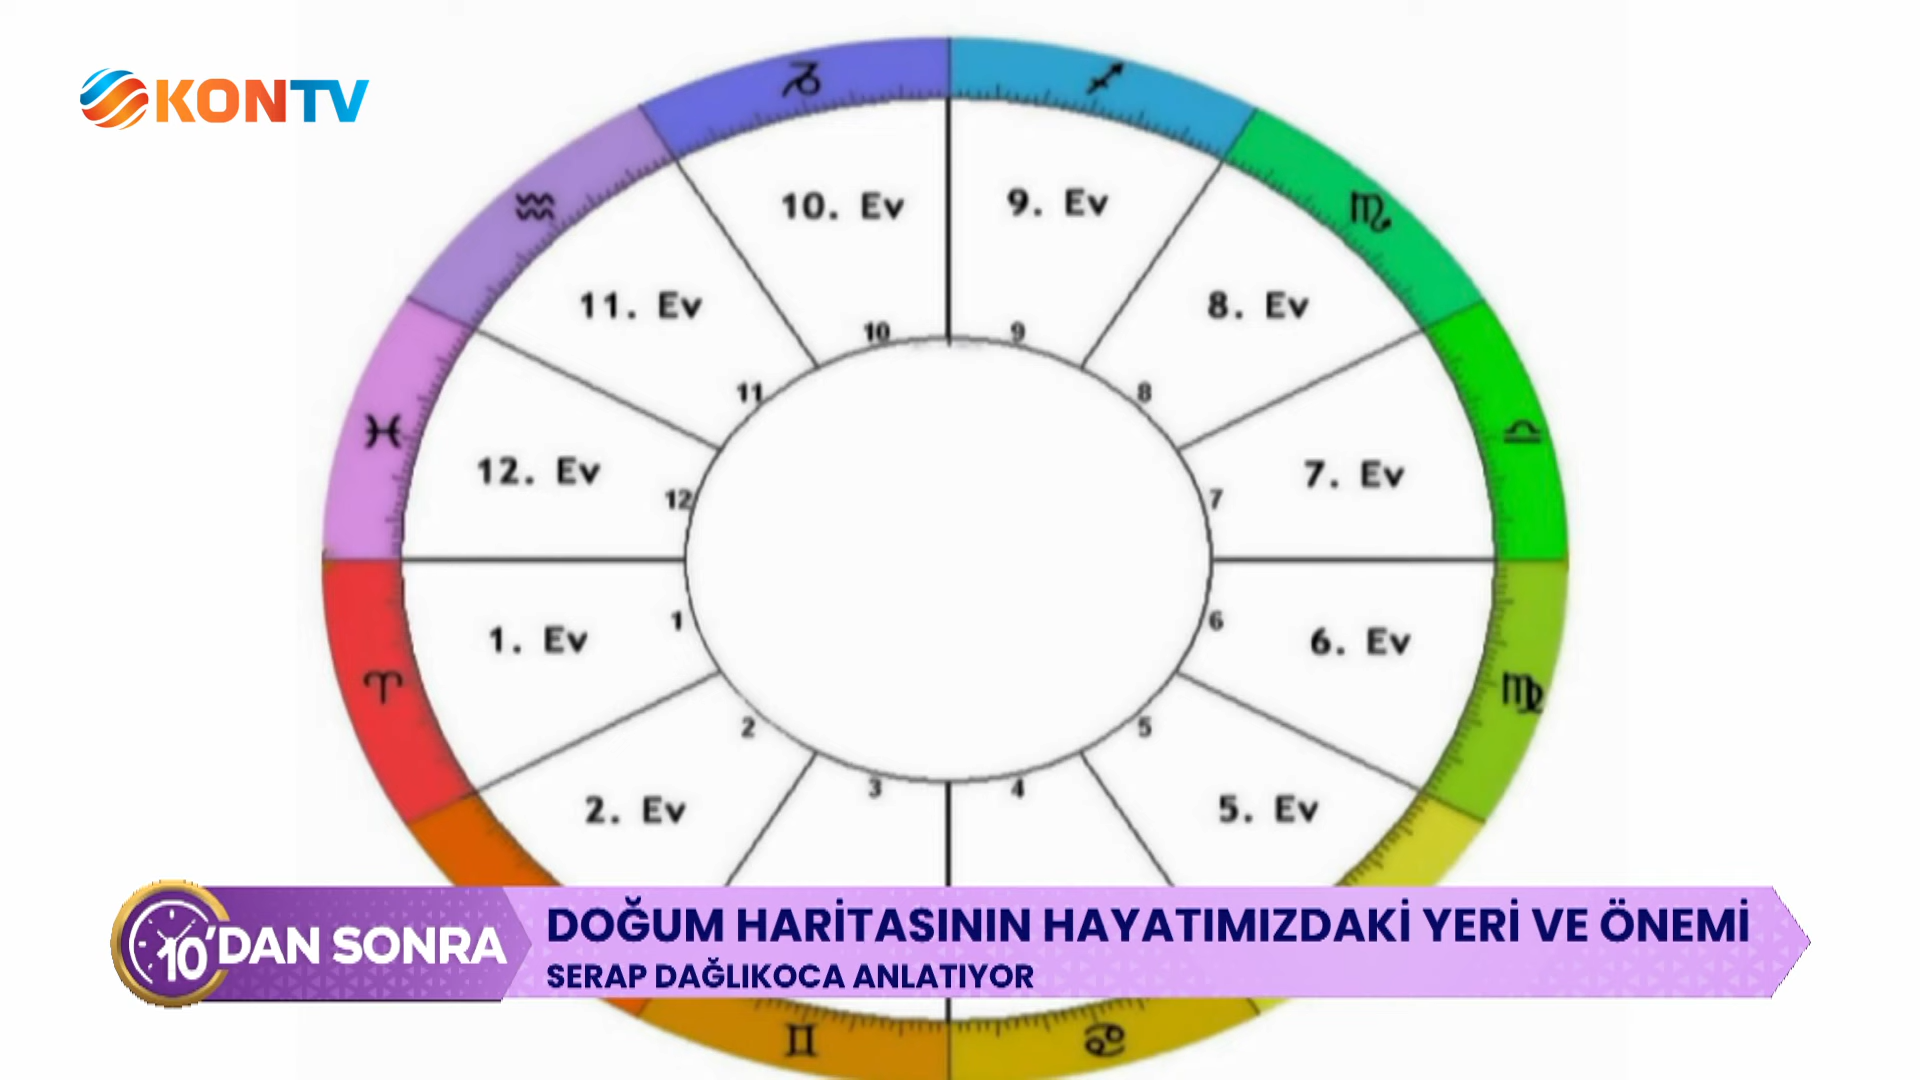 KONTV
10. Ev
9. Ev
11. Ev
8. Ev
12. Ev
7. Ev
1. Ev
6. Ev
2. Ev
5. Ev
10
9
11
8
12
7
1
6
2
5
3
4
10'DAN SONRA
DOĞUM HARİTASININ HAYATIMIZDAKİ YERİ VE ÖNEMİ
SERAP DAĞLIKOCA ANLATIYOR